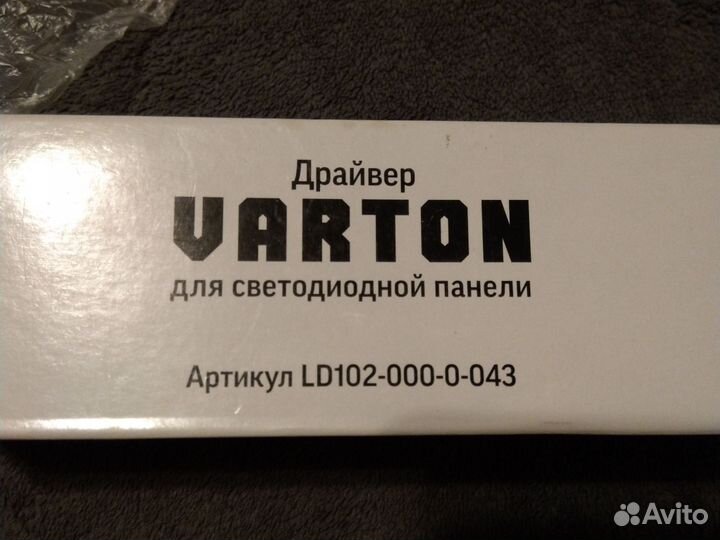 Драйвер
VARTON
для светодиодной панели
Артикул LD102-000-0-043
Avito